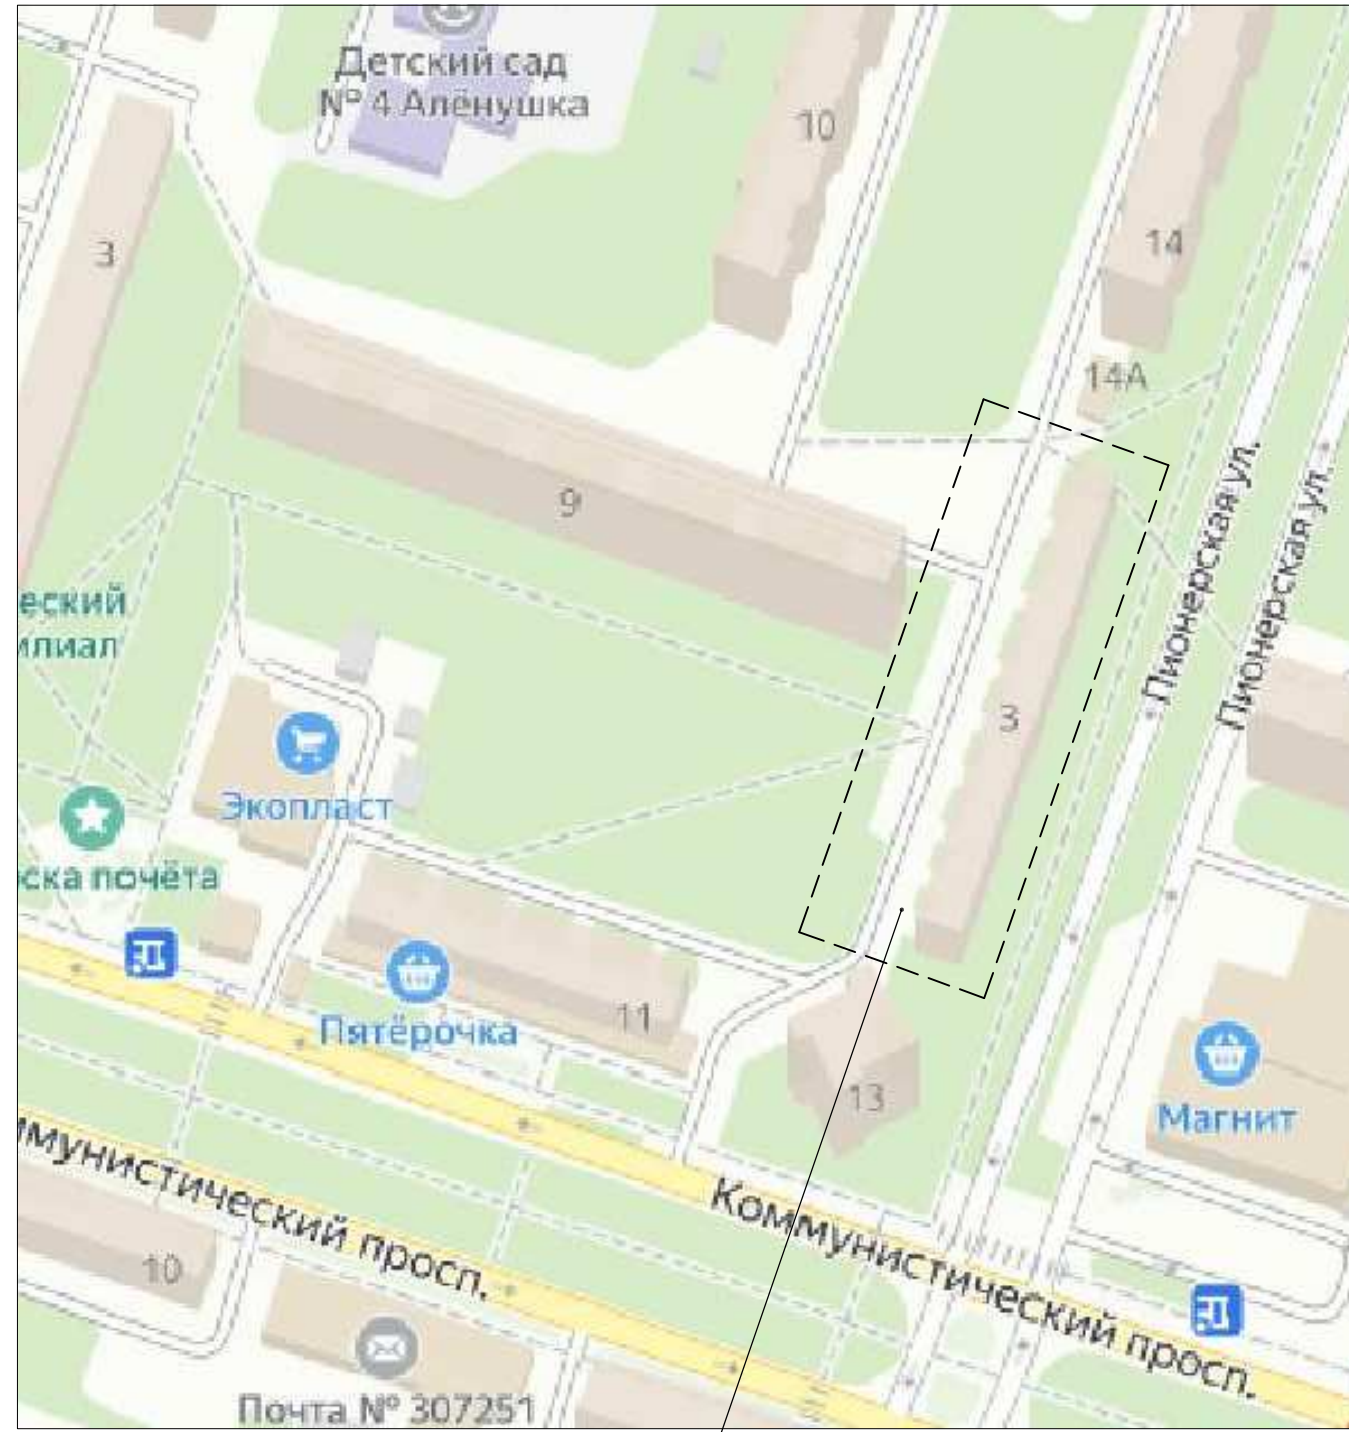 Детский сад
№ 4 Алёнушка
10
3
14
14А
9
Пионерская ул.
Пионерская ул.
еский
илиал
3
Экопласт
ска почёта
Пятёрочка
11
13
Магнит
ммунистический просп.
Коммунистический просп.
10
Почта № 307251